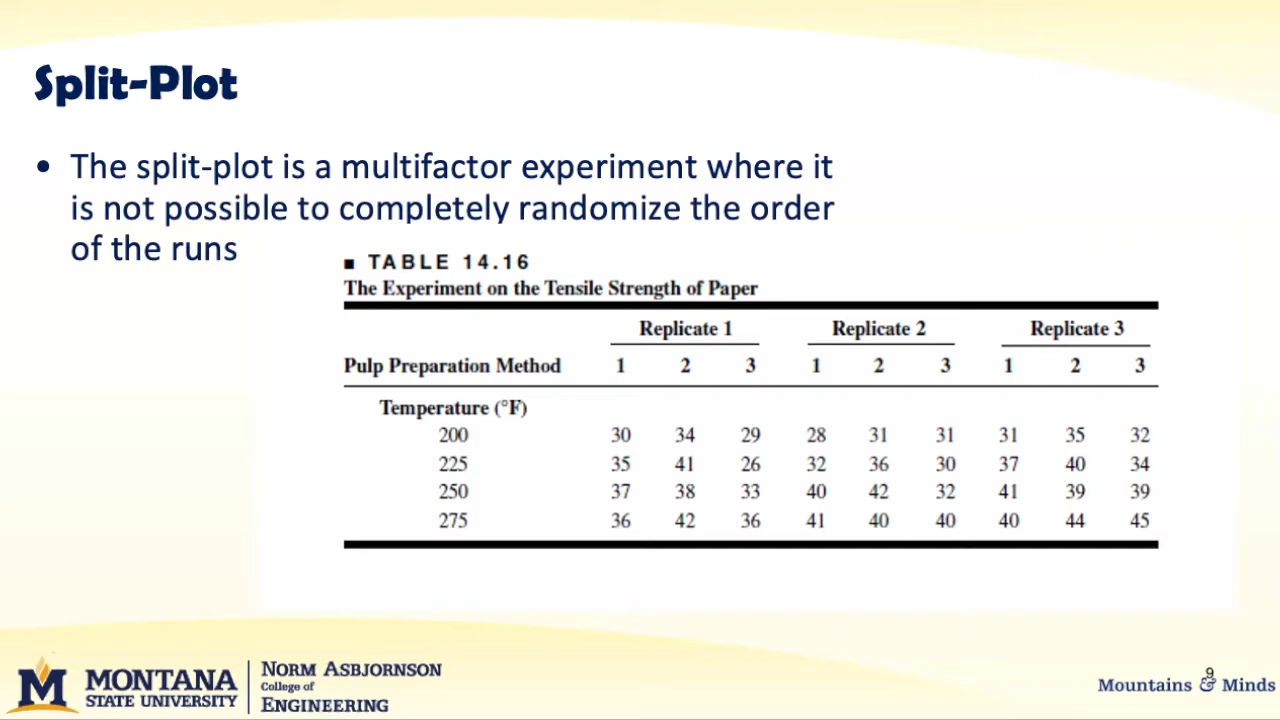 Split-Plot
• The split-plot is a multifactor experiment where it
is not possible to completely randomize the order
of the runs
■ TABLE 14.16
The Experiment on the Tensile Strength of Paper
Replicate 1 Replicate 2 Replicate 3
Pulp Preparation Method 1 2 3 1 2 3 1 2 3
Temperature (°F)
200 30 34 29 28 31 31 31 35 32
225 35 41 26 32 36 30 37 40 34
250 37 38 33 40 42 32 41 39 39
275 36 42 36 41 40 40 40 44 45
M MONTANA
STATE UNIVERSITY
NORM ASBJORNSON
College of
ENGINEERING
9
Mountains & Minds